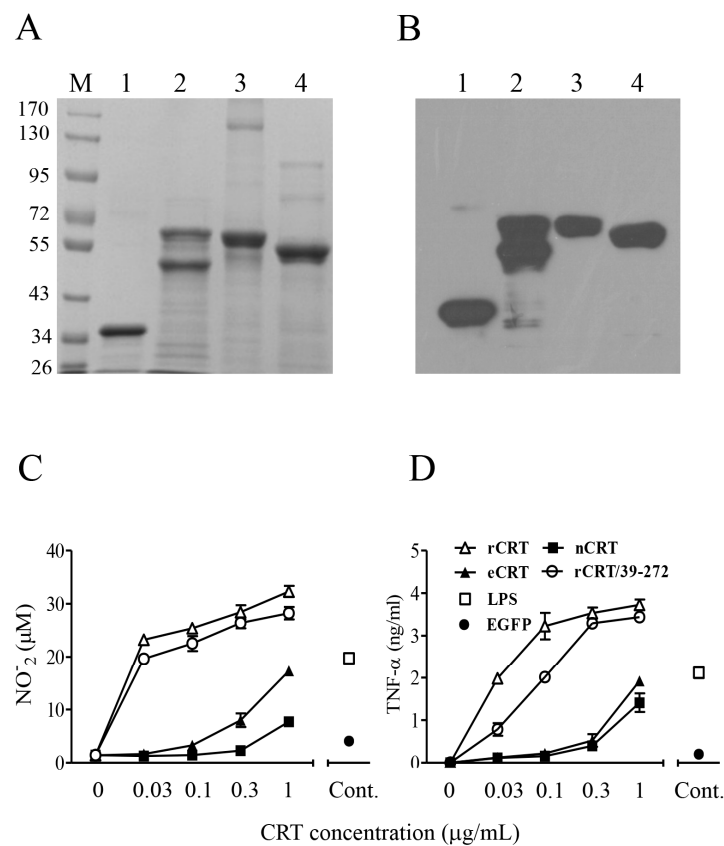 A
M 1 2 3 4
170
130
95
72
55
43
34
26
B
1 2 3 4
C
NO⁻₂ (μM)
40
30
20
10
0
0 0.03 0.1 0.3 1 Cont.
D
TNF-α (ng/ml)
5
4
3
2
1
0
rCRT nCRT
eCRT rCRT/39-272
LPS
EGFP
0 0.03 0.1 0.3 1 Cont.
CRT concentration (μg/mL)